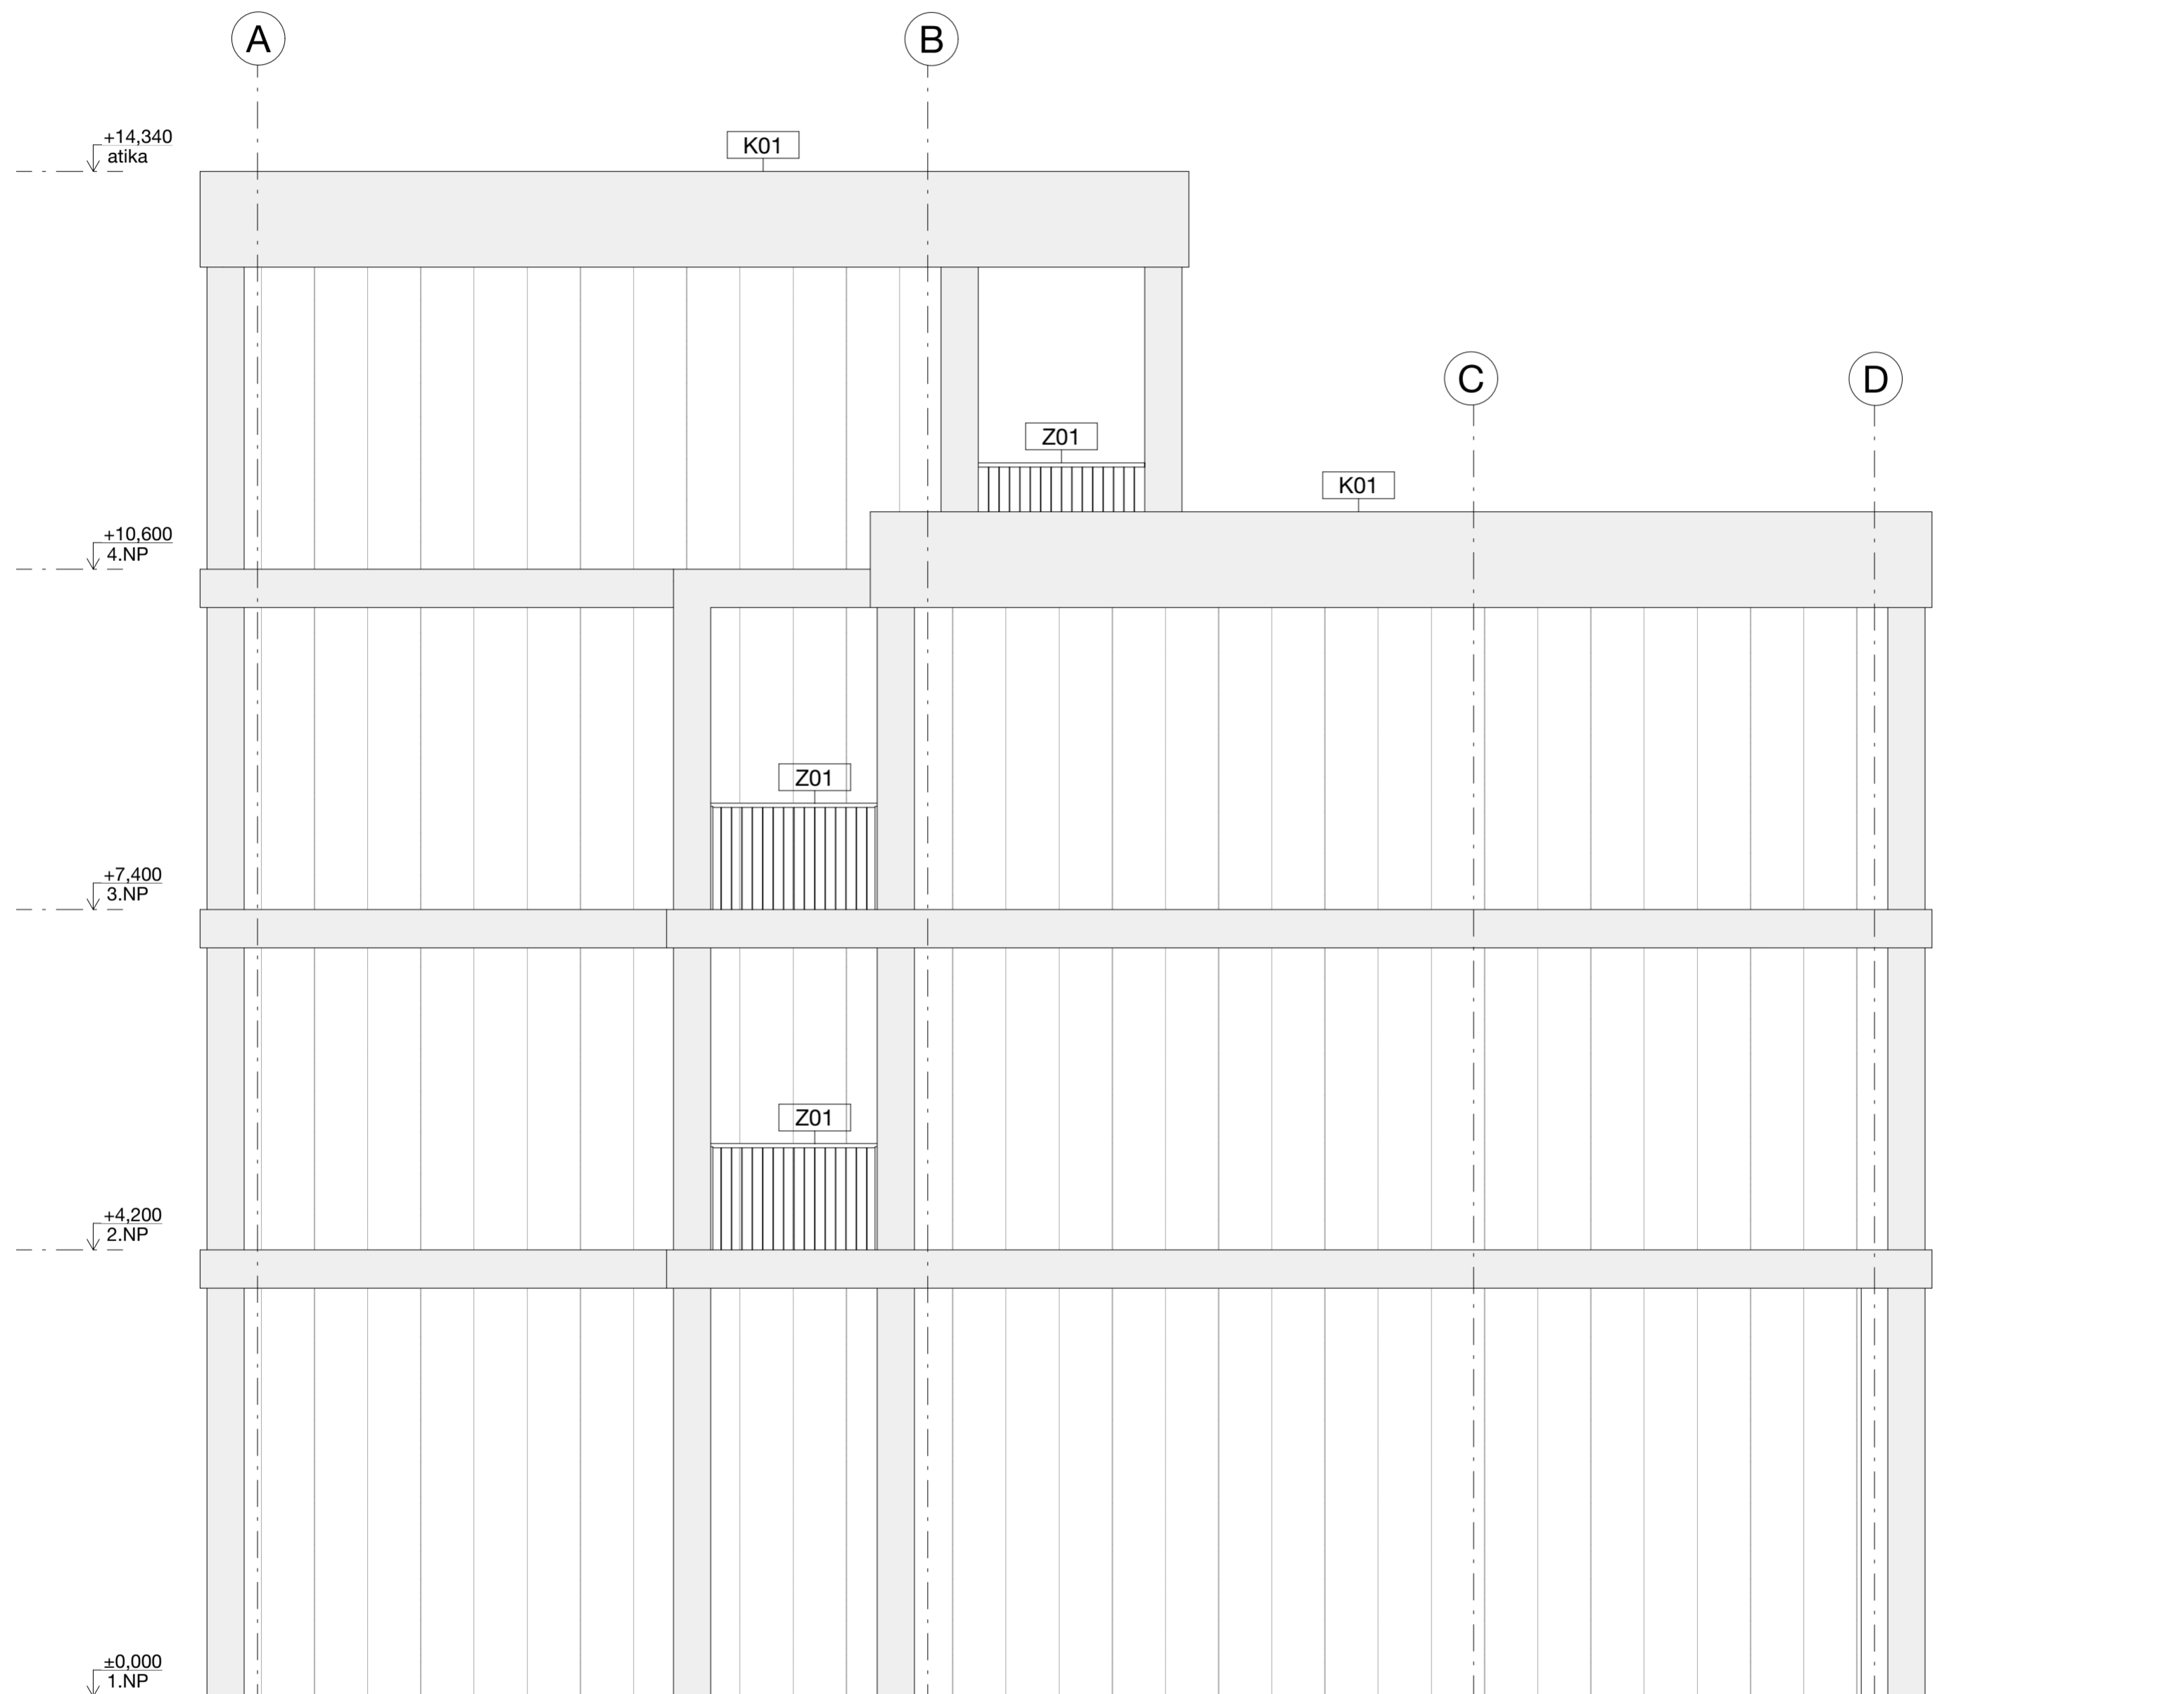 A
B
+14,340
atika
K01
C
D
Z01
K01
+10,600
4.NP
Z01
+7,400
3.NP
Z01
+4,200
2.NP
±0,000
1.NP